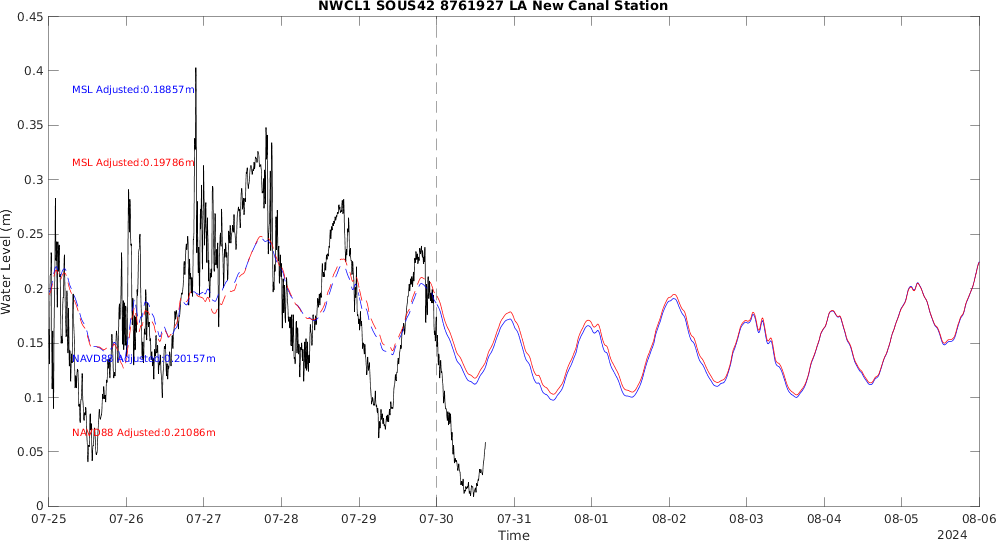 NWCL1 SOUS42 8761927 LA New Canal Station
Water Level (m)
0.45
0.4
0.35
0.3
0.25
0.2
0.15
0.1
0.05
0
MSL Adjusted:0.18857m
MSL Adjusted:0.19786m
NAVD88 Adjusted:0.20157m
NAVD88 Adjusted:0.21086m
07-25 07-26 07-27 07-28 07-29 07-30 07-31 08-01 08-02 08-03 08-04 08-05 08-06
Time
2024